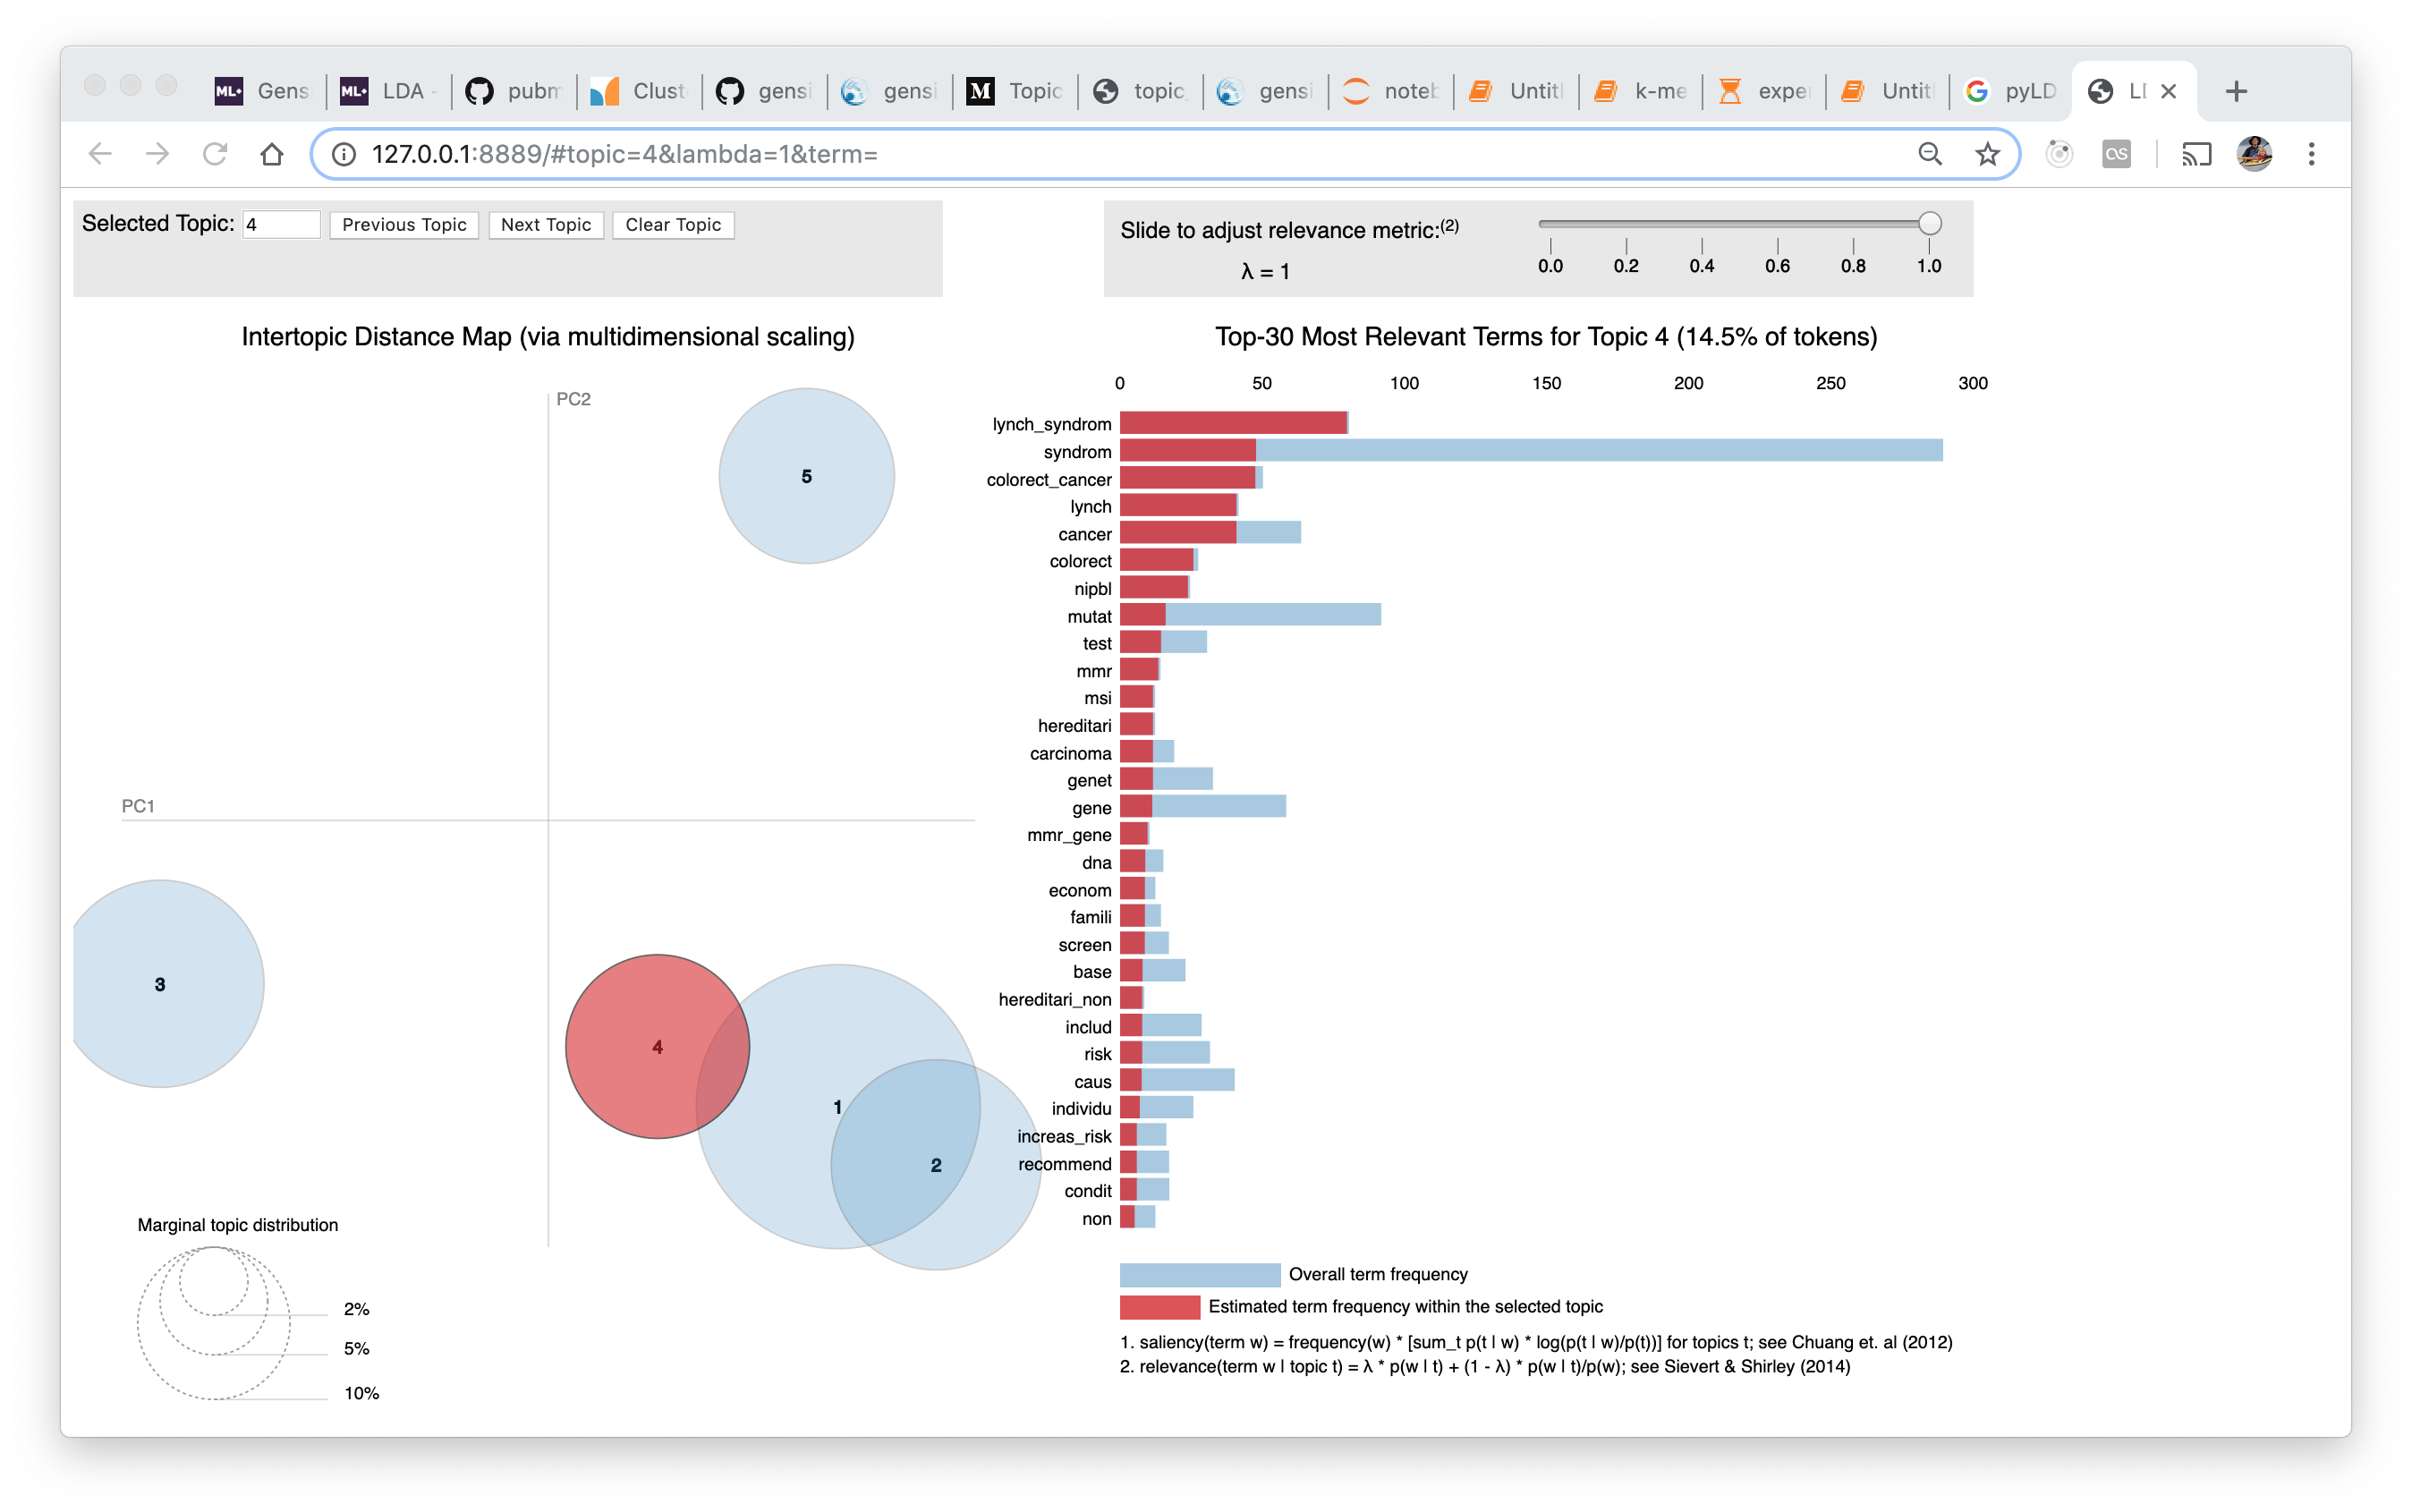 Gensi
LDA -
pubm
Clust
gensi
gensi
Topic
topic_
gensi
noteb
Untitl
k-me
exper
Untitl
pyLD
LD
127.0.0.1:8889/#topic=4&lambda=1&term=
Selected Topic: 4 Previous Topic Next Topic Clear Topic
Slide to adjust relevance metric:(2)
λ = 1
0.0 0.2 0.4 0.6 0.8 1.0
Intertopic Distance Map (via multidimensional scaling)
PC2
5
PC1
3
4
1
2
Marginal topic distribution
2%
5%
10%
Top-30 Most Relevant Terms for Topic 4 (14.5% of tokens)
0 50 100 150 200 250 300
lynch_syndrom
syndrom
colorect_cancer
lynch
cancer
colorect
nipbl
mutat
test
mmr
msi
hereditari
carcinoma
genet
gene
mmr_gene
dna
econom
famili
screen
base
hereditari_non
includ
risk
caus
individu
increas_risk
recommend
condit
non
Overall term frequency
Estimated term frequency within the selected topic
1. saliency(term w) = frequency(w) * [sum_t p(t | w) * log(p(t | w)/p(t))] for topics t; see Chuang et. al (2012)
2. relevance(term w | topic t) = λ * p(w | t) + (1 - λ) * p(w | t)/p(w); see Sievert & Shirley (2014)